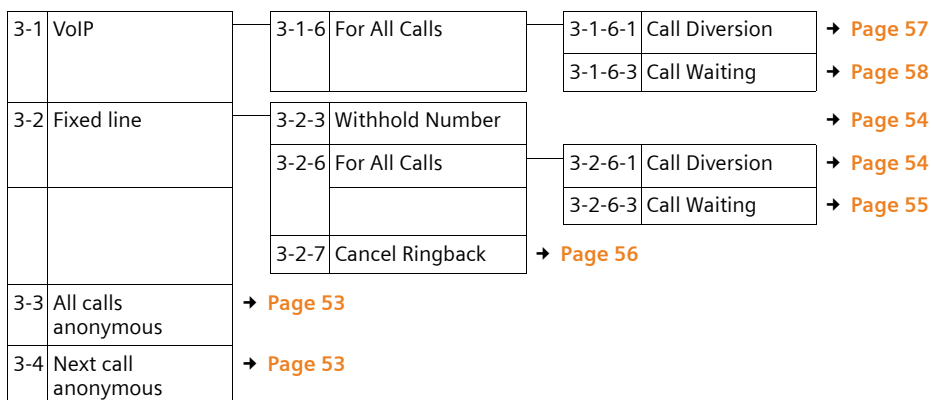 3-1 VoIP 3-1-6 For All Calls 3-1-6-1 Call Diversion → Page 57
3-1-6-3 Call Waiting → Page 58
3-2 Fixed line 3-2-3 Withhold Number → Page 54
3-2-6 For All Calls 3-2-6-1 Call Diversion → Page 54
3-2-6-3 Call Waiting → Page 55
3-2-7 Cancel Ringback → Page 56
3-3 All calls → Page 53
anonymous
3-4 Next call → Page 53
anonymous